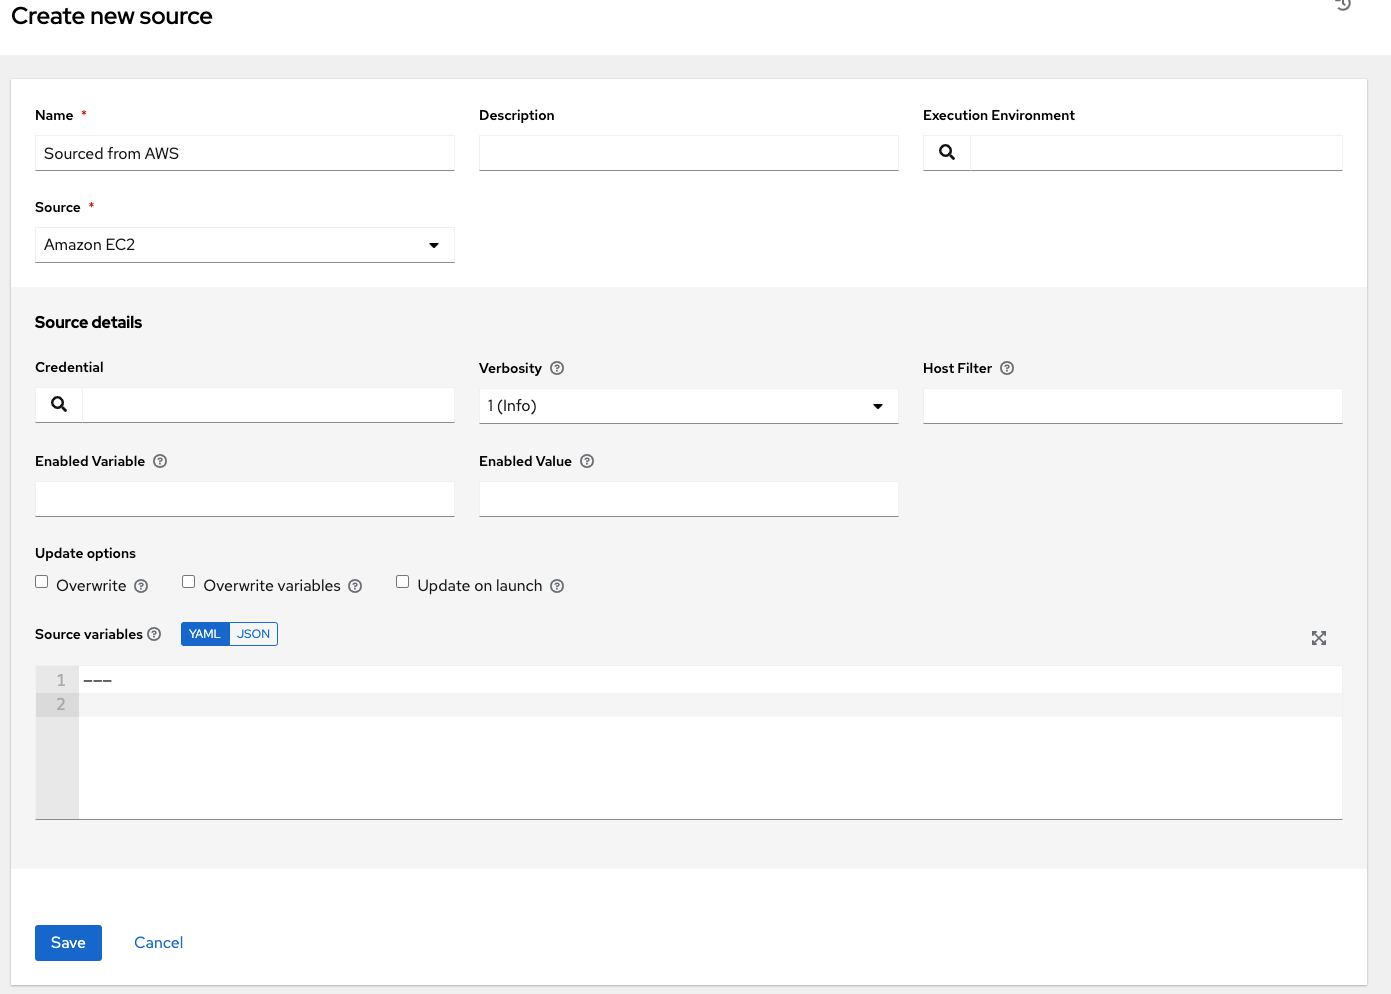 Create new source
Name *
Description
Execution Environment
Sourced from AWS
Source *
Amazon EC2
Source details
Credential
Verbosity
Host Filter
1 (Info)
Enabled Variable
Enabled Value
Update options
Overwrite
Overwrite variables
Update on launch
Source variables
YAML
JSON
1 ---
2
Save
Cancel